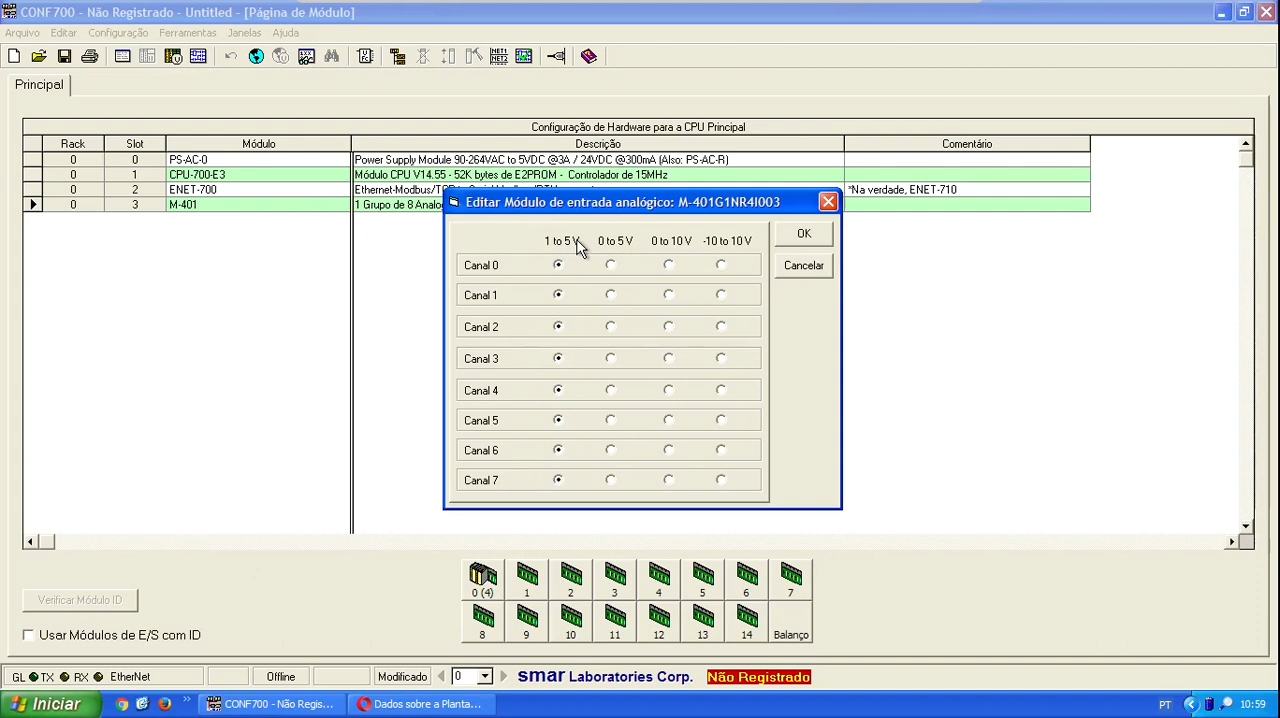 CONF700 - Não Registrado - Untitled - [Página de Módulo]
Arquivo Editar Configuração Ferramentas Janelas Ajuda
Principal
Configuração de Hardware para a CPU Principal
Rack Slot Módulo Descrição Comentário
0 0 PS-AC-0 Power Supply Module 90-264VAC to 5VDC @3A / 24VDC @300mA (Also: PS-AC-R)
0 1 CPU-700-E3 Módulo CPU V14.55 - 52K bytes de E2PROM - Controlador de 15MHz
0 2 ENET-700 *Na verdade, ENET-710
0 3 M-401 1 Grupo de 8 Analog
Editar Módulo de entrada analógico: M-401G1NR4I003
1 to 5 V 0 to 5 V 0 to 10 V -10 to 10 V
OK
Canal 0
Cancelar
Canal 1
Canal 2
Canal 3
Canal 4
Canal 5
Canal 6
Canal 7
0 (4) 1 2 3 4 5 6 7
8 9 10 11 12 13 14 Balanço
Verificar Módulo ID
Usar Módulos de E/S com ID
GL TX RX EtherNet Offline Modificado 0 smar Laboratories Corp. Não Registrado
Iniciar CONF700 - Não Regis... Dados sobre a Planta... PT 10:59